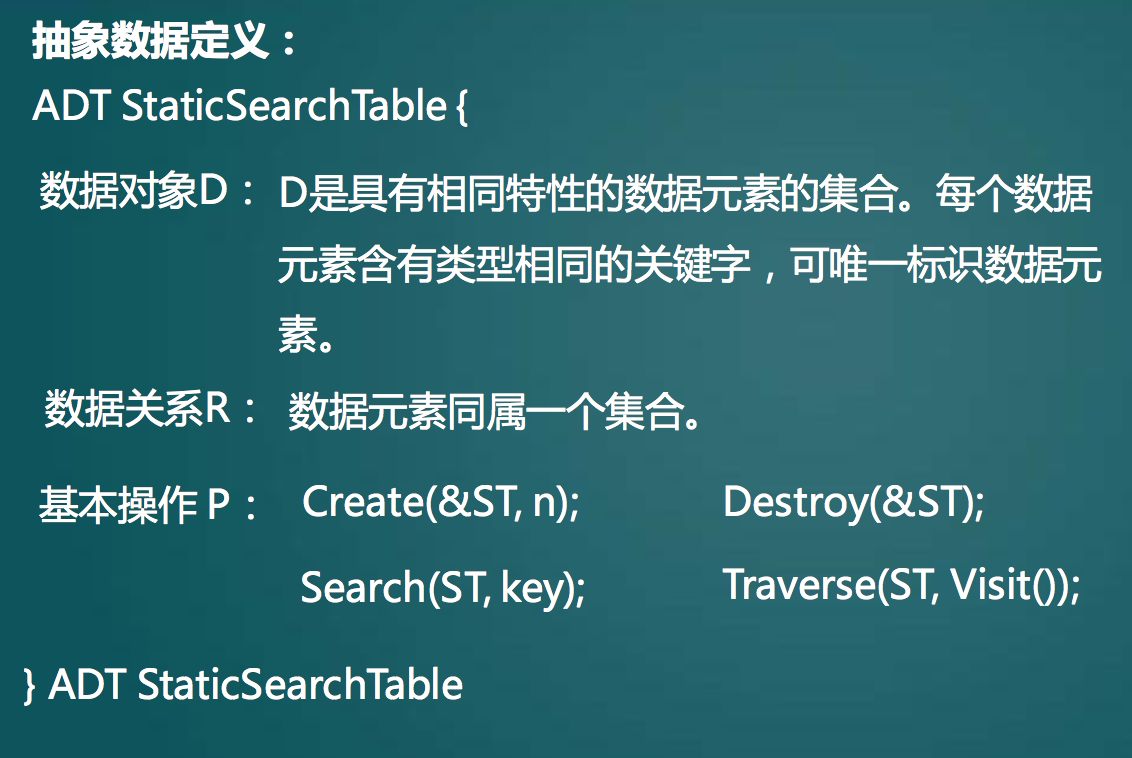 抽象数据定义：
ADT StaticSearchTable {
数据对象D： D是具有相同特性的数据元素的集合。每个数据
元素含有类型相同的关键字，可唯一标识数据元
素。
数据关系R： 数据元素同属一个集合。
基本操作 P： Create(&ST, n); Destroy(&ST);
Search(ST, key); Traverse(ST, Visit());
} ADT StaticSearchTable